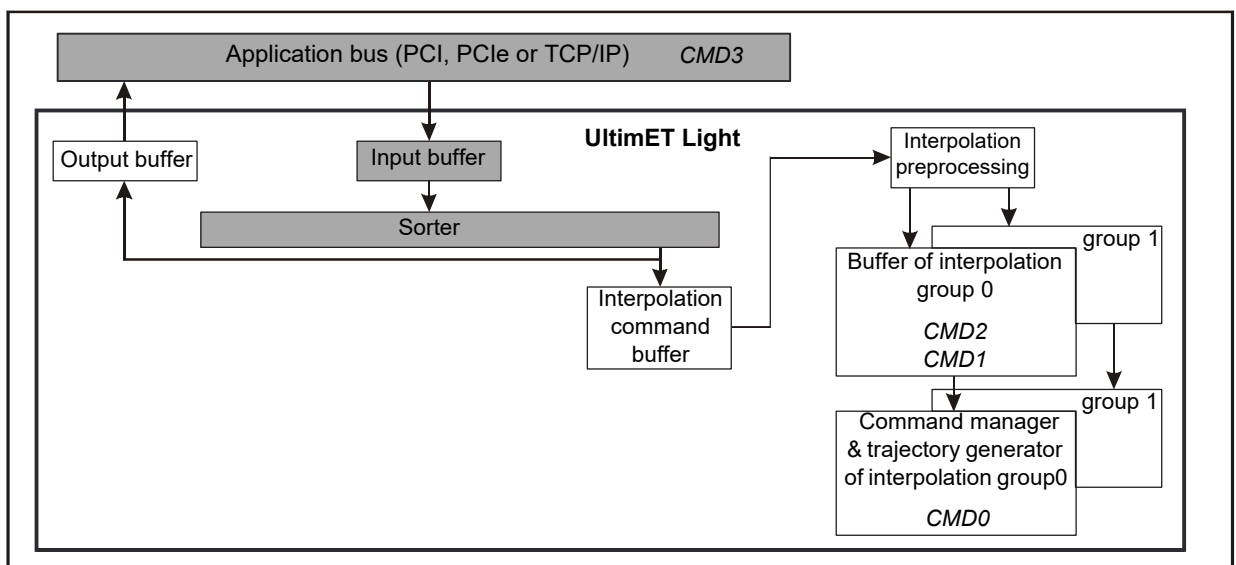 Application bus (PCI, PCIe or TCP/IP) CMD3
UltimET Light
Output buffer
Input buffer
Interpolation
preprocessing
Sorter
group 1
Buffer of interpolation
group 0
CMD2
CMD1
Interpolation
command
buffer
group 1
Command manager
& trajectory generator
of interpolation group0
CMD0